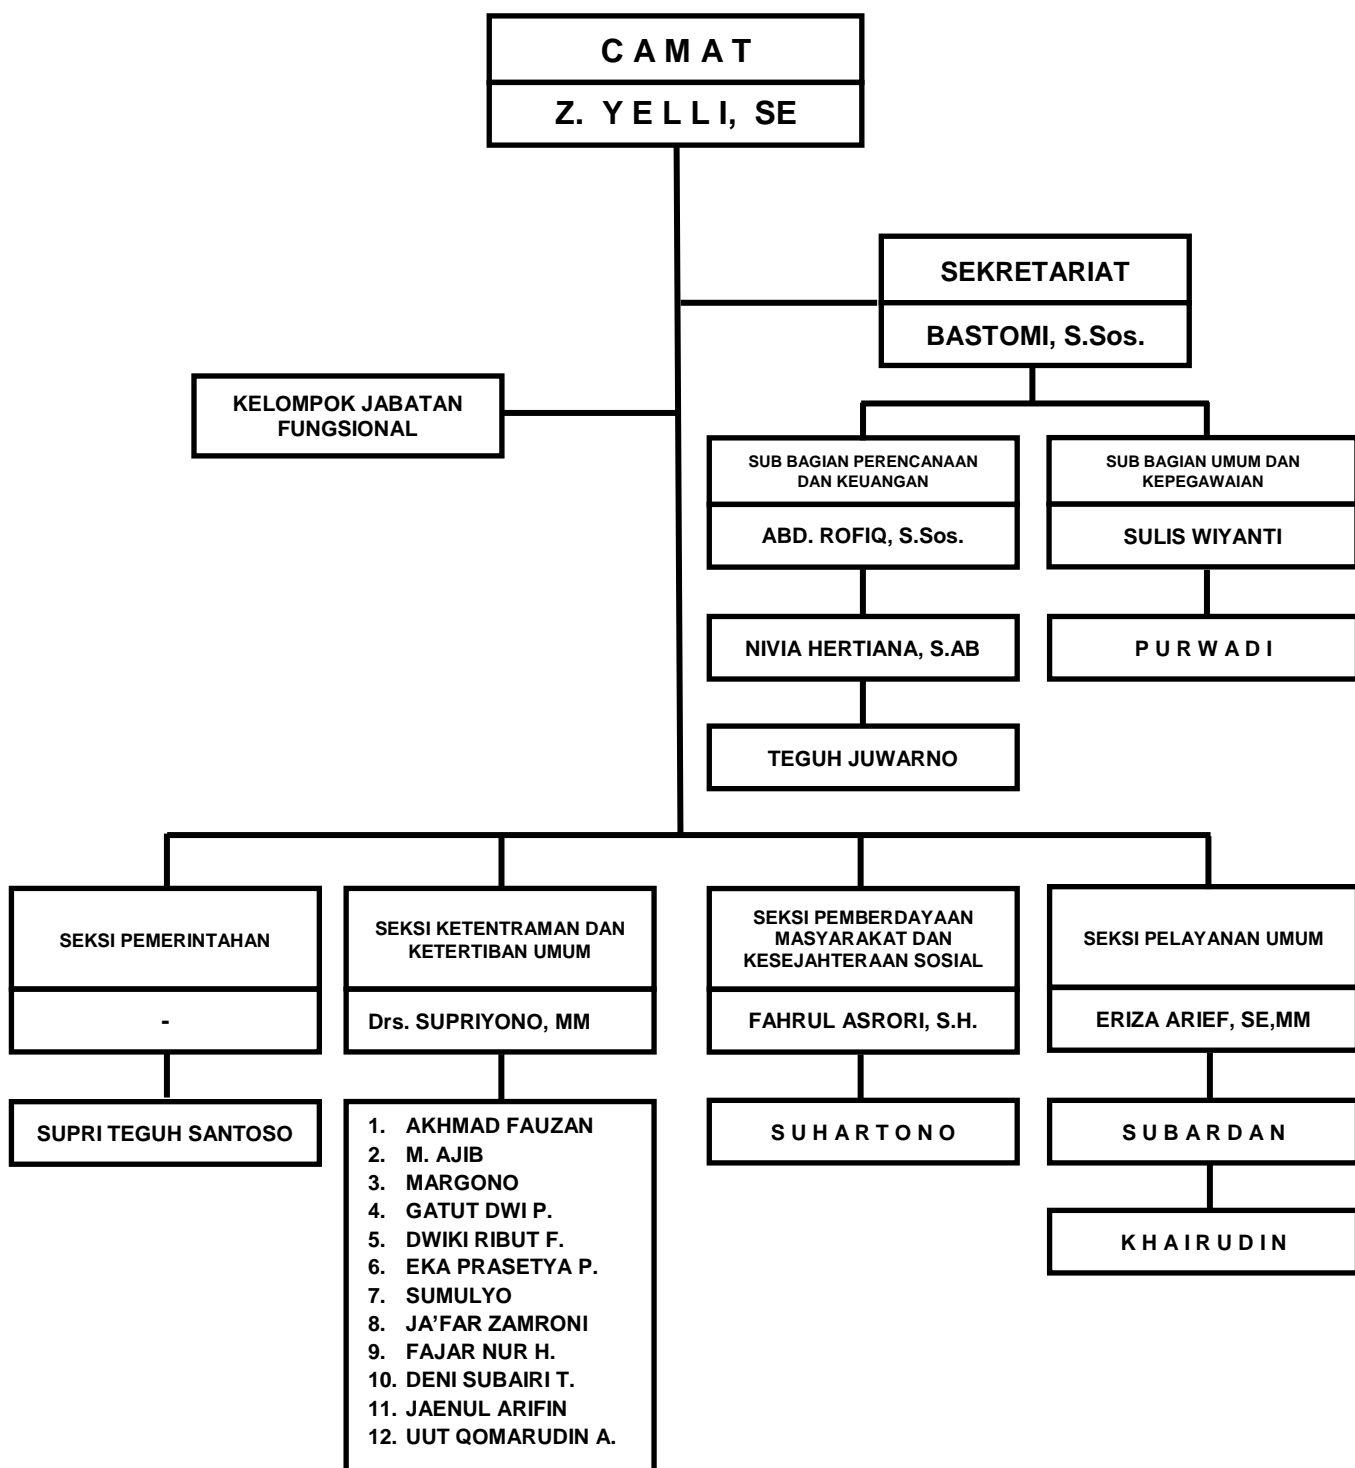 C A M A T
Z. Y E L L I, SE
SEKRETARIAT
BASTOMI, S.Sos.
KELOMPOK JABATAN
FUNGSIONAL
SUB BAGIAN PERENCANAAN
DAN KEUANGAN
ABD. ROFIQ, S.Sos.
SUB BAGIAN UMUM DAN
KEPEGAWAIAN
SULIS WIYANTI
NIVIA HERTIANA, S.AB
P U R W A D I
TEGUH JUWARNO
SEKSI PEMERINTAHAN
-
SUPRI TEGUH SANTOSO
SEKSI KETENTRAMAN DAN
KETERTIBAN UMUM
Drs. SUPRIYONO, MM
1. AKHMAD FAUZAN
2. M. AJIB
3. MARGONO
4. GATUT DWI P.
5. DWIKI RIBUT F.
6. EKA PRASETYA P.
7. SUMULYO
8. JA’FAR ZAMRONI
9. FAJAR NUR H.
10. DENI SUBAIRI T.
11. JAENUL ARIFIN
12. UUT QOMARUDIN A.
SEKSI PEMBERDAYAAN
MASYARAKAT DAN
KESEJAHTERAAN SOSIAL
FAHRUL ASRORI, S.H.
S U H A R T O N O
SEKSI PELAYANAN UMUM
ERIZA ARIEF, SE,MM
S U B A R D A N
K H A I R U D I N